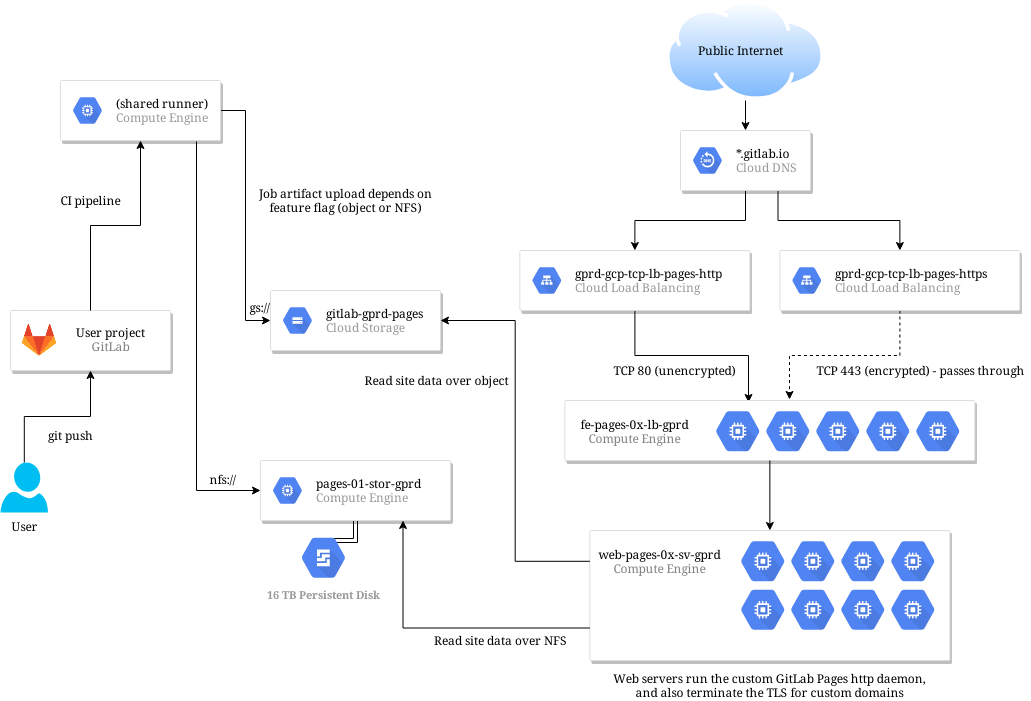 Public Internet
(shared runner)
Compute Engine
*.gitlab.io
Cloud DNS
CI pipeline
Job artifact upload depends on
feature flag (object or NFS)
gprd-gcp-tcp-lb-pages-http
Cloud Load Balancing
gprd-gcp-tcp-lb-pages-https
Cloud Load Balancing
gs://
gitlab-gprd-pages
Cloud Storage
User project
GitLab
Read site data over object
TCP 80 (unencrypted)
TCP 443 (encrypted) - passes through
git push
fe-pages-0x-lb-gprd
Compute Engine
nfs://
pages-01-stor-gprd
Compute Engine
User
16 TB Persistent Disk
web-pages-0x-sv-gprd
Compute Engine
Read site data over NFS
Web servers run the custom GitLab Pages http daemon,
and also terminate the TLS for custom domains